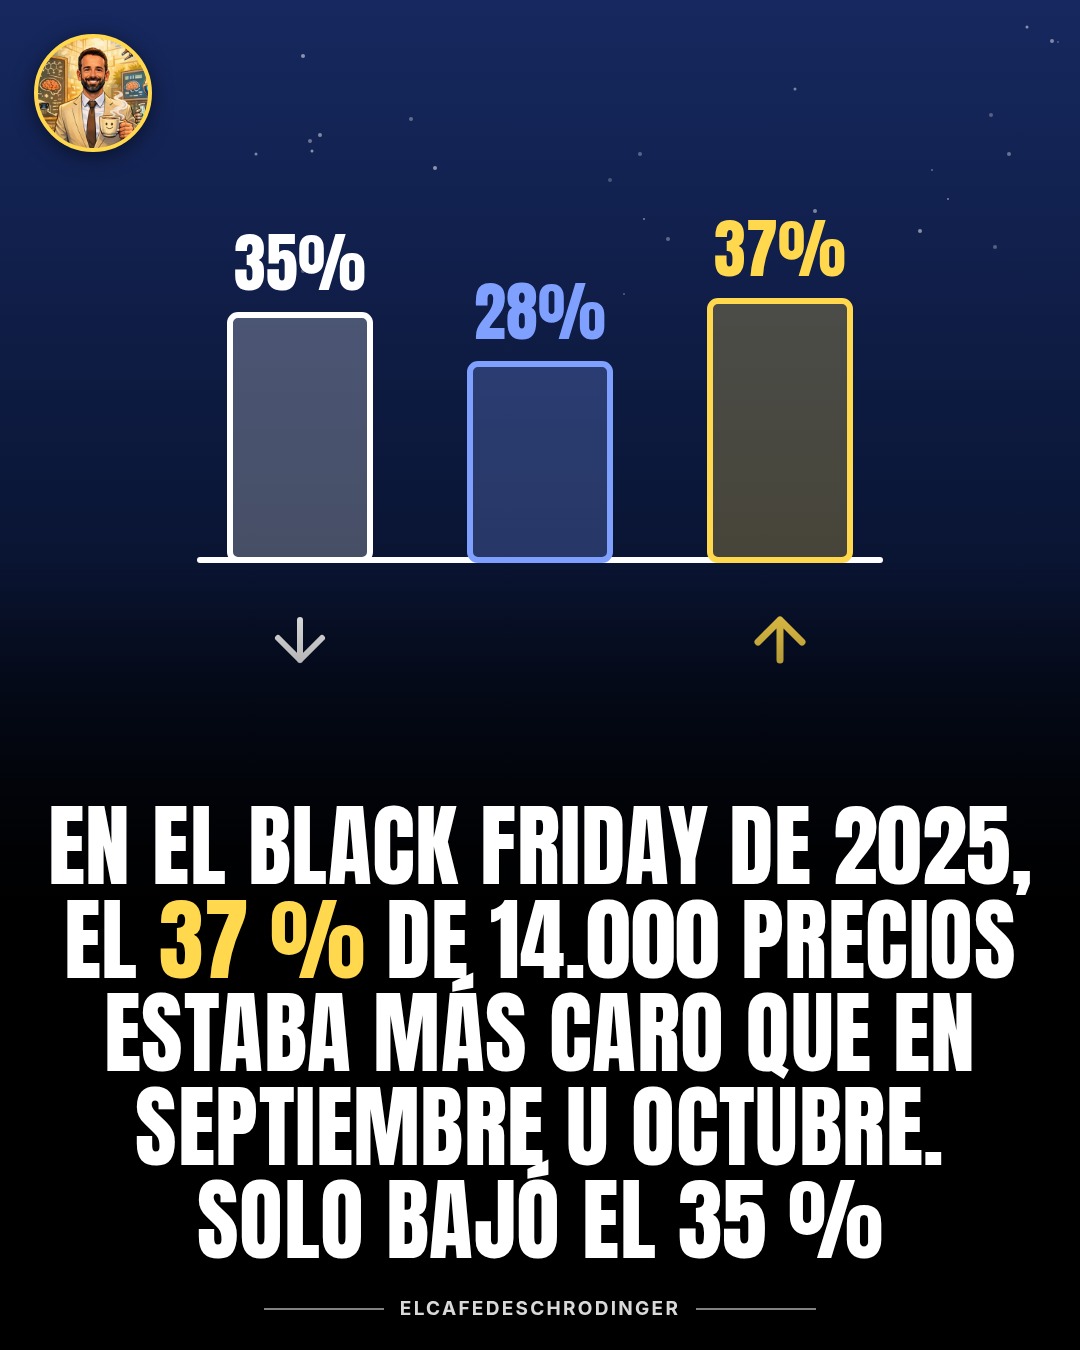 35%
28%
37%
EN EL BLACK FRIDAY DE 2025,
EL 37 % DE 14.000 PRECIOS
ESTABA MÁS CARO QUE EN
SEPTIEMBRE U OCTUBRE.
SOLO BAJÓ EL 35 %
ELCAFEDESCHRODINGER